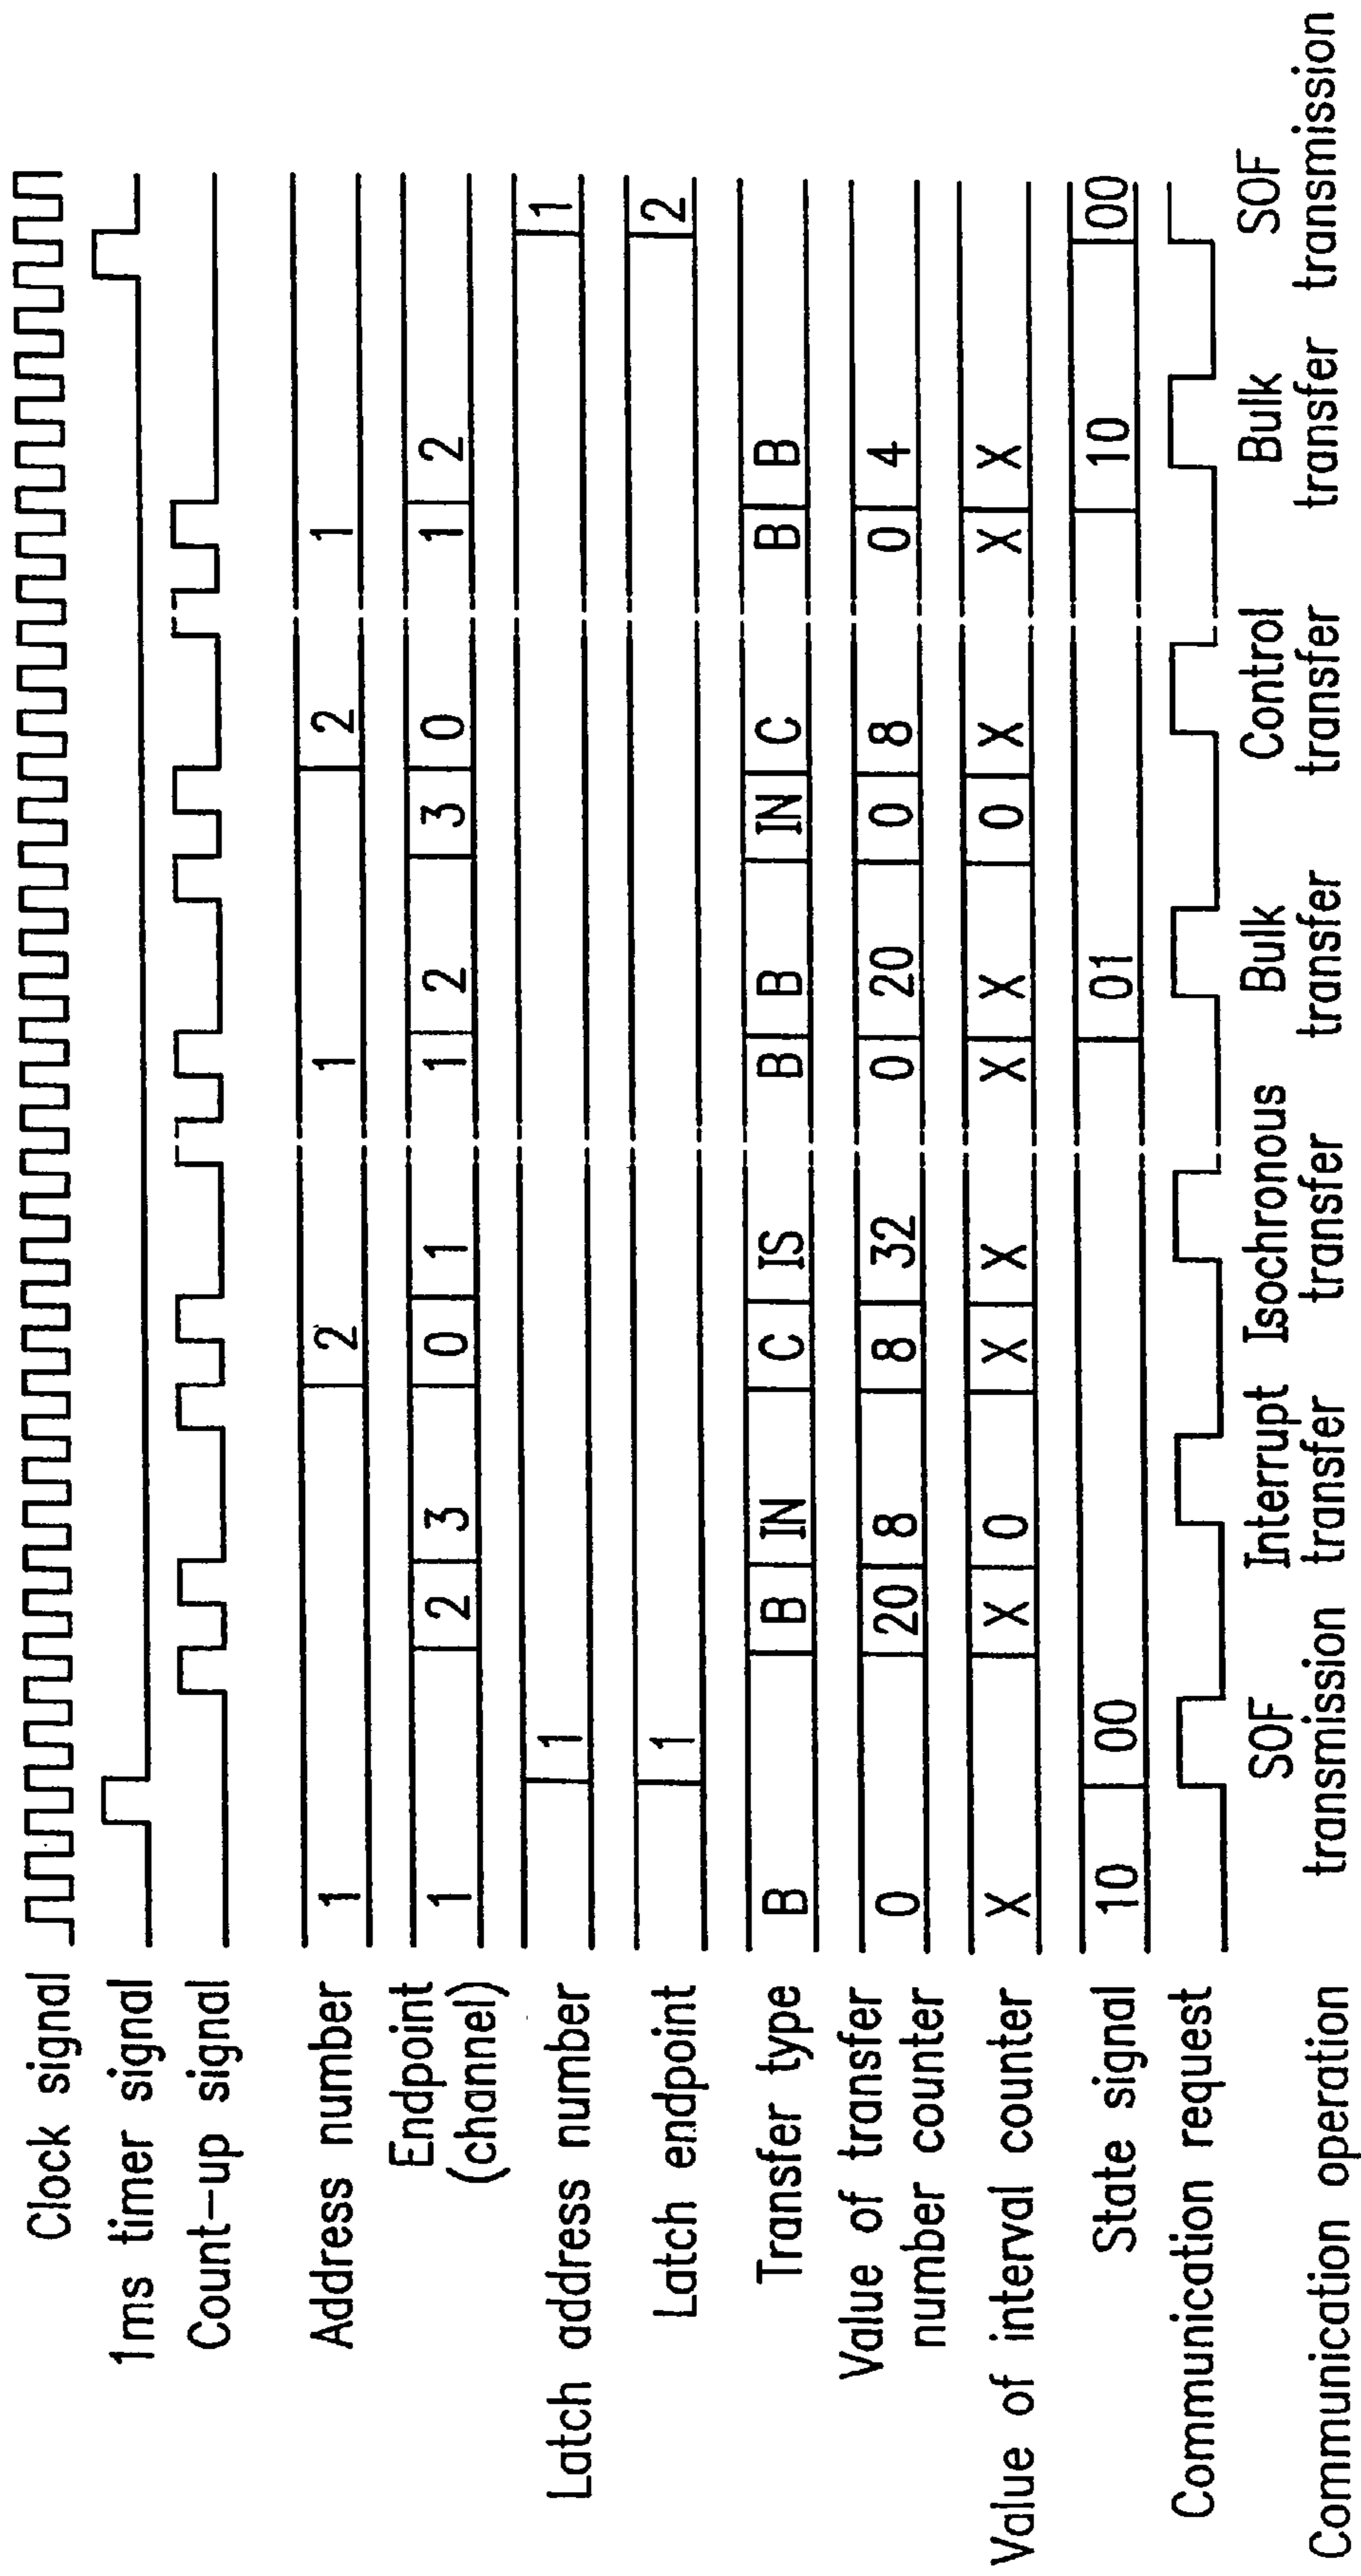 Clock signal
1ms timer signal
Count-up signal
Address number 1 2 1 2 1
Endpoint
(channel) 1 2 3 0 1 1 2 3 0 1 2
Latch address number 1 1
Latch endpoint 1 2
Transfer type B B IN C IS B B IN C B B
Value of transfer
number counter 0 20 8 8 32 0 20 0 8 0 4
Value of interval counter X X 0 X X X X 0 X X X
State signal 10 00 01 10 00
Communication request
Communication operation
SOF
transmission
Interrupt
transfer
Isochronous
transfer
Bulk
transfer
Control
transfer
Bulk
transfer
SOF
transmission